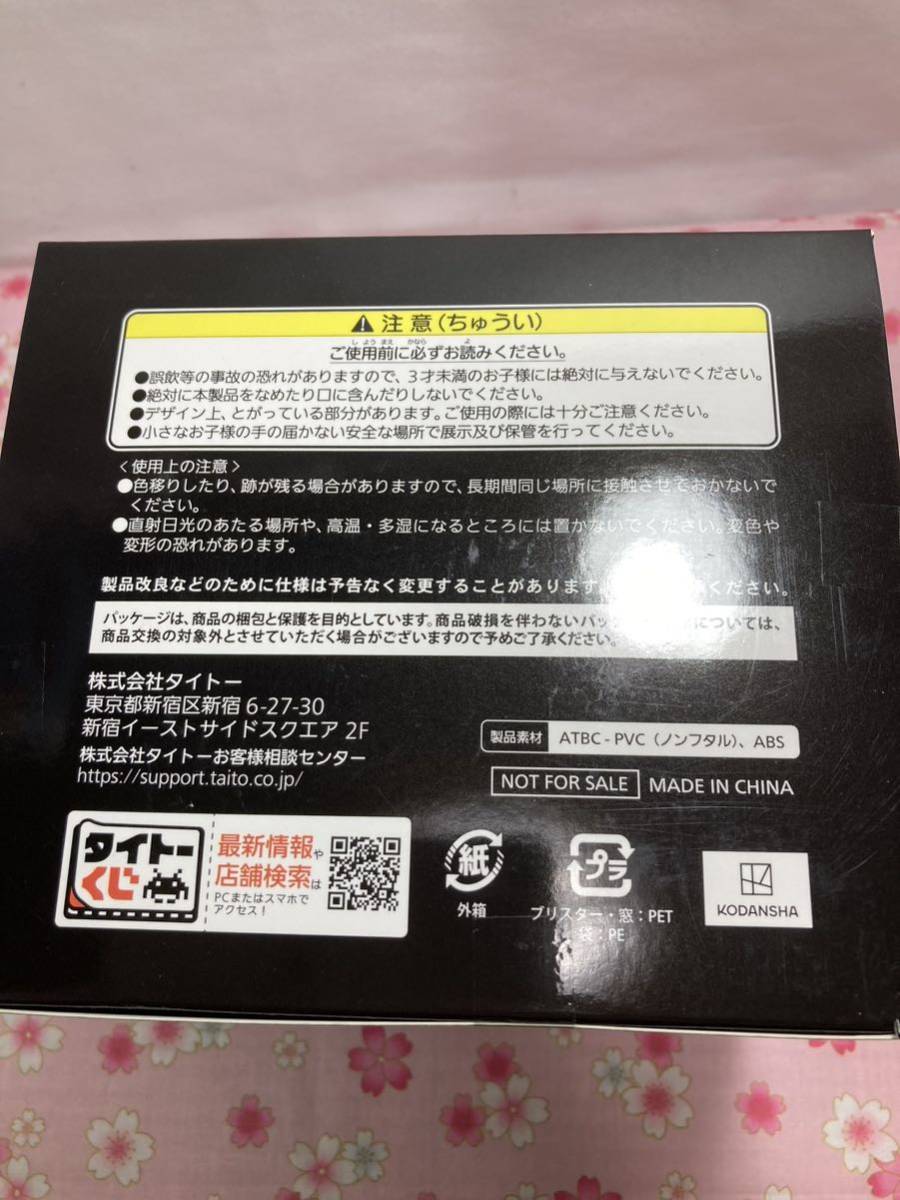 注意(ちゅうい)
ご使用前に必ずお読みください。
●誤飲等の事故の恐れがありますので、3才未満のお子様には絶対に与えないでください。
●絶対に本製品をなめたり口に含んだりしないでください。
●デザイン上、とがっている部分があります。ご使用の際には十分ご注意ください。
●小さなお子様の手の届かない安全な場所で展示及び保管を行ってください。
<使用上の注意>
●色移りしたり、跡が残る場合がありますので、長期間同じ場所に接触させておかないで
ください。
●直射日光のあたる場所や、高温・多湿になるところには置かないでください。変色や
変形の恐れがあります。
製品改良などのために仕様は予告なく変更することがあります。 ください。
パッケージは、商品の梱包と保護を目的としています。商品破損を伴わないパッ については、
商品交換の対象外とさせていただく場合がございますので予めご了承ください。
株式会社タイトー
東京都新宿区新宿 6-27-30
新宿イーストサイドスクエア 2F
株式会社タイトーお客様相談センター
https://support.taito.co.jp/
製品素材 ATBC-PVC(ノンフタル)、ABS
NOT FOR SALE MADE IN CHINA
タイトー
くじ
最新情報や
店舗検索は
PCまたはスマホで
アクセス!
紙
外箱
プラ
ブリスター・窓:PET
袋:PE
KODANSHA